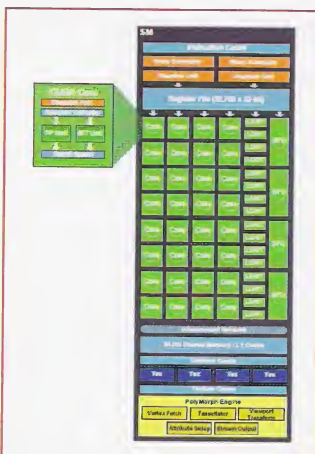 SM
Instruction Cache
Warp Scheduler Warp Scheduler
Dispatch Unit Dispatch Unit
Register File (32,768 x 32-bit)
CUDA Core
Dispatch Port
Operand Collector
FP Unit INT Unit
Result Queue
Core Core Core Core LD/ST
LD/ST
SFU
Core Core Core Core LD/ST
LD/ST
Core Core Core Core LD/ST
LD/ST
SFU
Core Core Core Core LD/ST
LD/ST
Core Core Core Core LD/ST
LD/ST
SFU
Core Core Core Core LD/ST
LD/ST
Core Core Core Core LD/ST
LD/ST
SFU
Core Core Core Core LD/ST
LD/ST
Interconnect Network
64 KB Shared Memory / L1 Cache
Uniform Cache
Tex Tex Tex Tex
Texture Cache
PolyMorph Engine
Vertex Fetch Tessellator Viewport Transform
Attribute Setup Stream Output